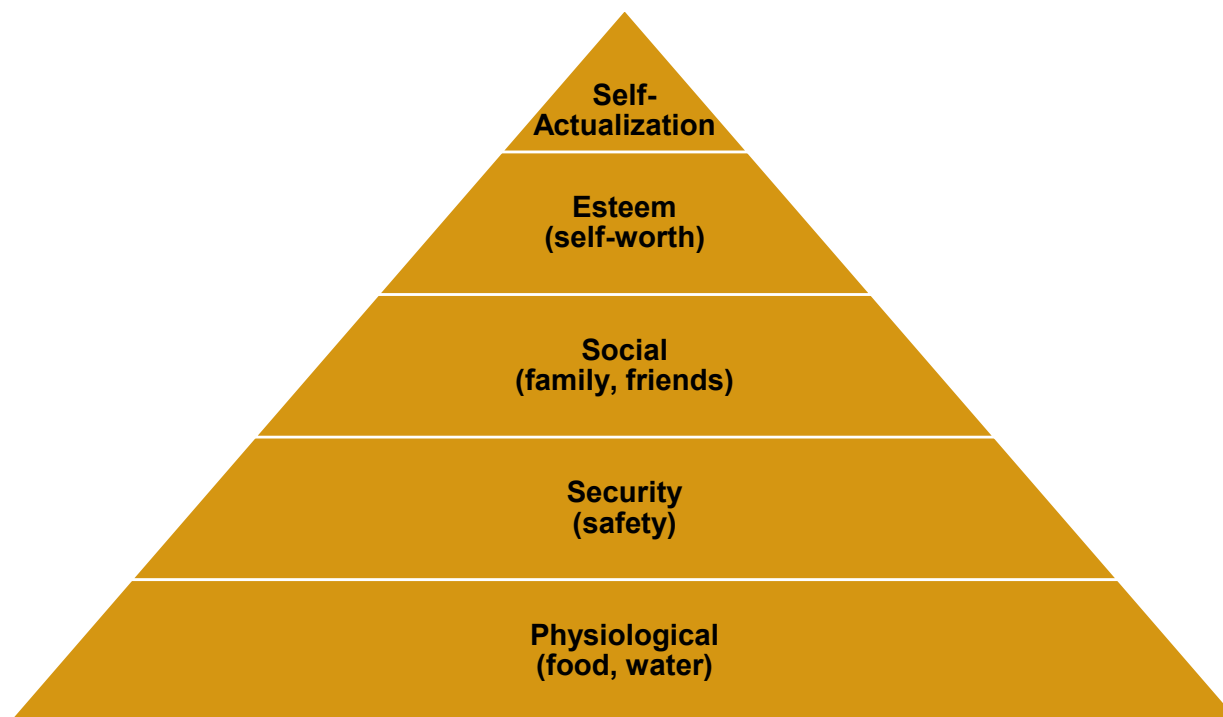 Self-
Actualization
Esteem
(self-worth)
Social
(family, friends)
Security
(safety)
Physiological
(food, water)